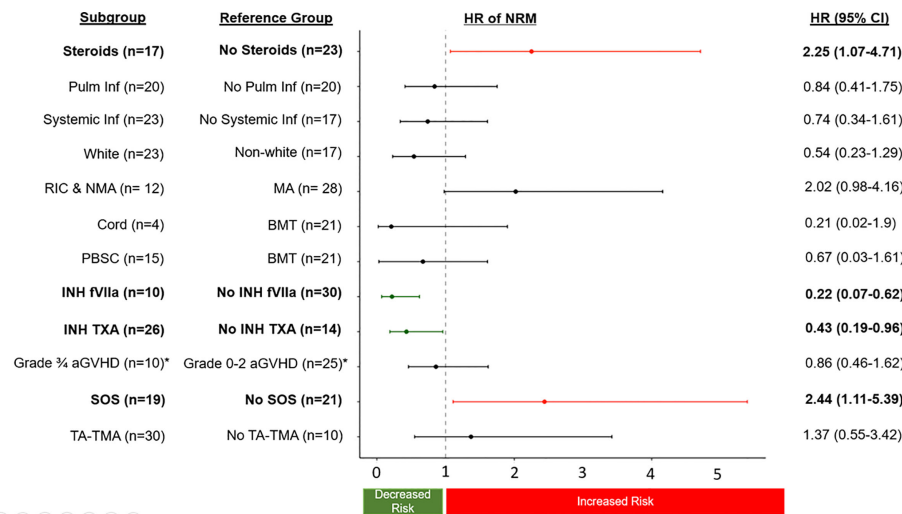 Subgroup Reference Group HR of NRM HR (95% CI)
Steroids (n=17) No Steroids (n=23) 2.25 (1.07-4.71)
Pulm Inf (n=20) No Pulm Inf (n=20) 0.84 (0.41-1.75)
Systemic Inf (n=23) No Systemic Inf (n=17) 0.74 (0.34-1.61)
White (n=23) Non-white (n=17) 0.54 (0.23-1.29)
RIC & NMA (n= 12) MA (n= 28) 2.02 (0.98-4.16)
Cord (n=4) BMT (n=21) 0.21 (0.02-1.9)
PBSC (n=15) BMT (n=21) 0.67 (0.03-1.61)
INH fVIIa (n=10) No INH fVIIa (n=30) 0.22 (0.07-0.62)
INH TXA (n=26) No INH TXA (n=14) 0.43 (0.19-0.96)
Grade ¾ aGVHD (n=10)* Grade 0-2 aGVHD (n=25)* 0.86 (0.46-1.62)
SOS (n=19) No SOS (n=21) 2.44 (1.11-5.39)
TA-TMA (n=30) No TA-TMA (n=10) 1.37 (0.55-3.42)
0 1 2 3 4 5
Decreased
Risk
Increased Risk